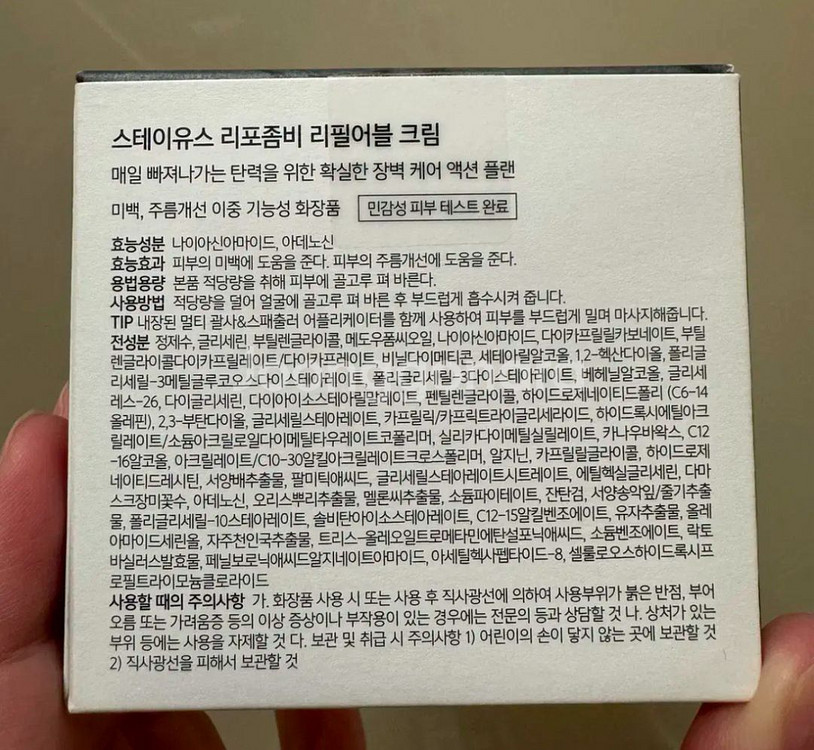 스테이유스 리포좀비 리필어블 크림
매일 빠져나가는 탄력을 위한 확실한 장벽 케어 액션 플랜
미백, 주름개선 이중 기능성 화장품 민감성 피부 테스트 완료
효능성분 나이아신아마이드, 아데노신
효능효과 피부의 미백에 도움을 준다. 피부의 주름개선에 도움을 준다.
용법용량 본품 적당량을 취해 피부에 골고루 펴 바른다.
사용방법 적당량을 덜어 얼굴에 골고루 펴 바른 후 부드럽게 흡수시켜 줍니다.
TIP 내장된 멀티 괄사&스패출러 어플리케이터를 함께 사용하여 피부를 부드럽게 밀며 마사지해줍니다.
전성분 정제수, 글리세린, 부틸렌글라이콜, 메도우폼씨오일, 나이아신아마이드, 다이카프릴릴카보네이트, 부틸
렌글라이콜다이카프릴레이트/다이카프레이트, 비닐다이메티콘, 세테아릴알코올, 1,2-헥산다이올, 폴리글
리세릴-3메틸글루코오스다이스테아레이트, 폴리글리세릴-3다이스테아레이트, 베헤닐알코올, 글리세
레스-26, 다이글리세린, 다이아이소스테아릴말레이트, 펜틸렌글라이콜, 하이드로제네이티드폴리 (C6-14
올레핀), 2,3-부탄다이올, 글리세릴스테아레이트, 카프릴릭/카프릭트라이글리세라이드, 하이드록시에틸아크
릴레이트/소듐아크릴로일다이메틸타우레이트코폴리머, 실리카다이메틸실릴레이트, 카나우바왁스, C12
-16알코올, 아크릴레이트/C10-30알킬아크릴레이트크로스폴리머, 알지닌, 카프릴릴글라이콜, 하이드로제
네이티드레시틴, 서양배추출물, 팔미틱애씨드, 글리세릴스테아레이트시트레이트, 에틸헥실글리세린, 다마
스크장미꽃수, 아데노신, 오리스뿌리추출물, 멜론씨추출물, 소듐파이테이트, 잔탄검, 서양송악잎/줄기추출
물, 폴리글리세릴-10스테아레이트, 솔비탄아이소스테아레이트, C12-15알킬벤조에이트, 유자추출물, 올레
아마이드세린올, 자주천인국추출물, 트리스-올레오일트로메타민에탄설포닉애씨드, 소듐벤조에이트, 락토
바실러스발효물, 페닐보로닉애씨드알지네이트아마이드, 아세틸헥사펩타이드-8, 셀룰로오스하이드록시프
로필트라이모늄클로라이드
사용할 때의 주의사항 가. 화장품 사용 시 또는 사용 후 직사광선에 의하여 사용부위가 붉은 반점, 부어
오름 또는 가려움증 등의 이상 증상이나 부작용이 있는 경우에는 전문의 등과 상담할 것 나. 상처가 있는
부위 등에는 사용을 자제할 것 다. 보관 및 취급 시 주의사항 1) 어린이의 손이 닿지 않는 곳에 보관할 것
2) 직사광선을 피해서 보관할 것